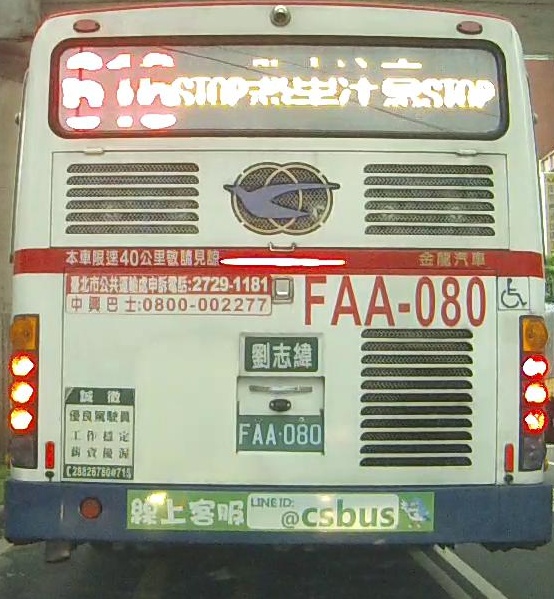 STOP STOP
本車限速40公里敬請見諒
金龍汽車
臺北市公共運輸處申訴電話:2729-1181
中興巴士:0800-002277
FAA-080
劉志緯
FAA·080
誠徵
優良駕駛員
工作穩定
薪資優渥
線上客服 LINE ID: @csbus